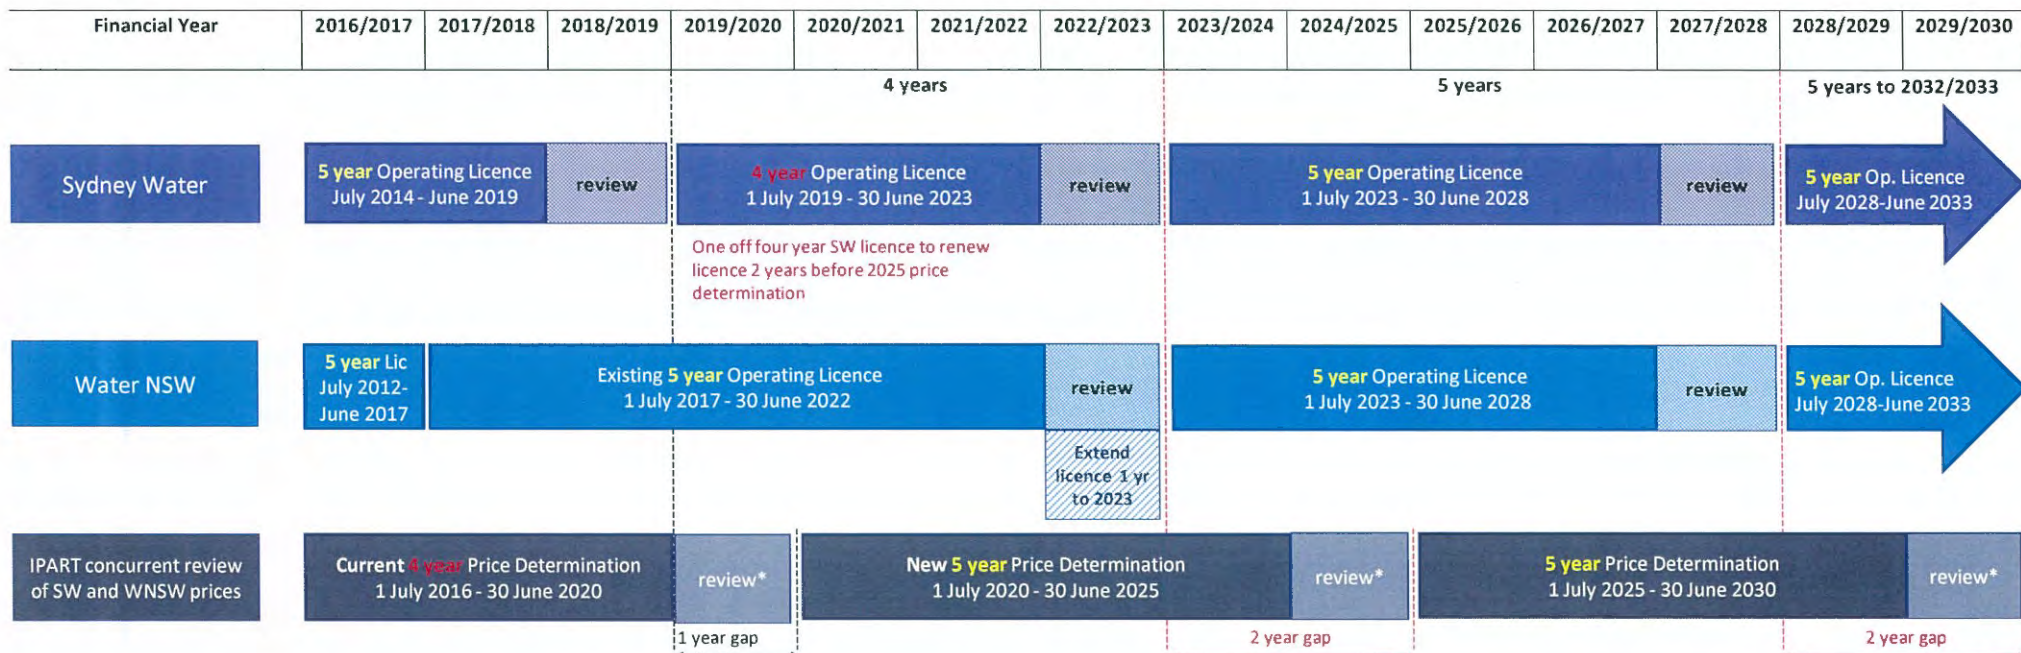 Financial Year
2016/2017
2017/2018
2018/2019
2019/2020
2020/2021
2021/2022
2022/2023
2023/2024
2024/2025
2025/2026
2026/2027
2027/2028
2028/2029
2029/2030
4 years
5 years
5 years to 2032/2033
Sydney Water
5 year Operating Licence
July 2014 - June 2019
review
4 year Operating Licence
1 July 2019 - 30 June 2023
review
5 year Operating Licence
1 July 2023 - 30 June 2028
review
5 year Op. Licence
July 2028-June 2033
One off four year SW licence to renew
licence 2 years before 2025 price
determination
Water NSW
5 year Lic
July 2012-
June 2017
Existing 5 year Operating Licence
1 July 2017 - 30 June 2022
review
5 year Operating Licence
1 July 2023 - 30 June 2028
review
5 year Op. Licence
July 2028-June 2033
Extend
licence 1 yr
to 2023
IPART concurrent review
of SW and WNSW prices
Current 4 year Price Determination
1 July 2016 - 30 June 2020
review*
New 5 year Price Determination
1 July 2020 - 30 June 2025
review*
5 year Price Determination
1 July 2025 - 30 June 2030
review*
1 year gap
2 year gap
2 year gap